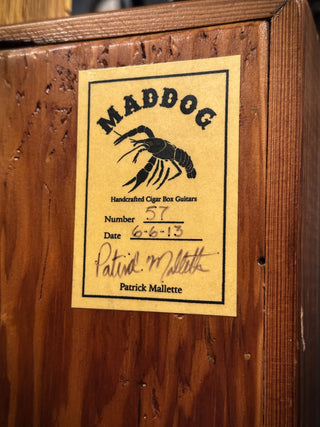 MADDOG
Handcrafted Cigar Box Guitars
Number 57
Date 6-6-13
Patrick Mallette
Patrick Mallette